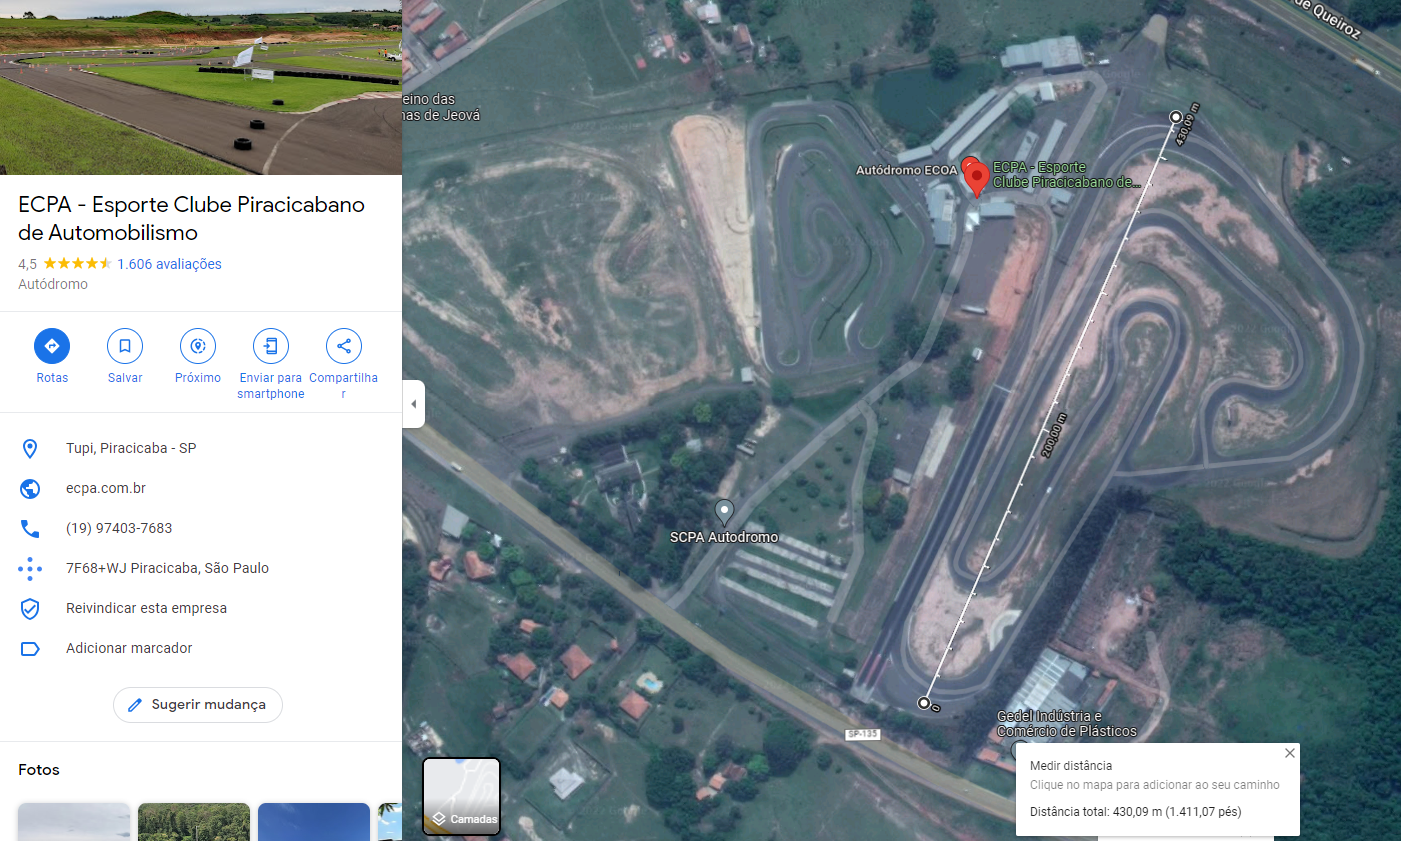 ECPA - Esporte Clube Piracicabano
de Automobilismo
4,5
1.606 avaliações
Autódromo
Rotas
Salvar
Próximo
Enviar para
smartphone
Compartilha
r
Tupi, Piracicaba - SP
ecpa.com.br
(19) 97403-7683
7F68+WJ Piracicaba, São Paulo
Reivindicar esta empresa
Adicionar marcador
Sugerir mudança
Fotos
de Queiroz
eino das
nas de Jeová
430,09 m
Autódromo ECOA
ECPA - Esporte
Clube Piracicabano de...
200,00 m
SCPA Autodromo
0
Gedel Indústria e
Comércio de Plásticos
SP-135
Camadas
Medir distância
Clique no mapa para adicionar ao seu caminho
Distância total: 430,09 m (1.411,07 pés)